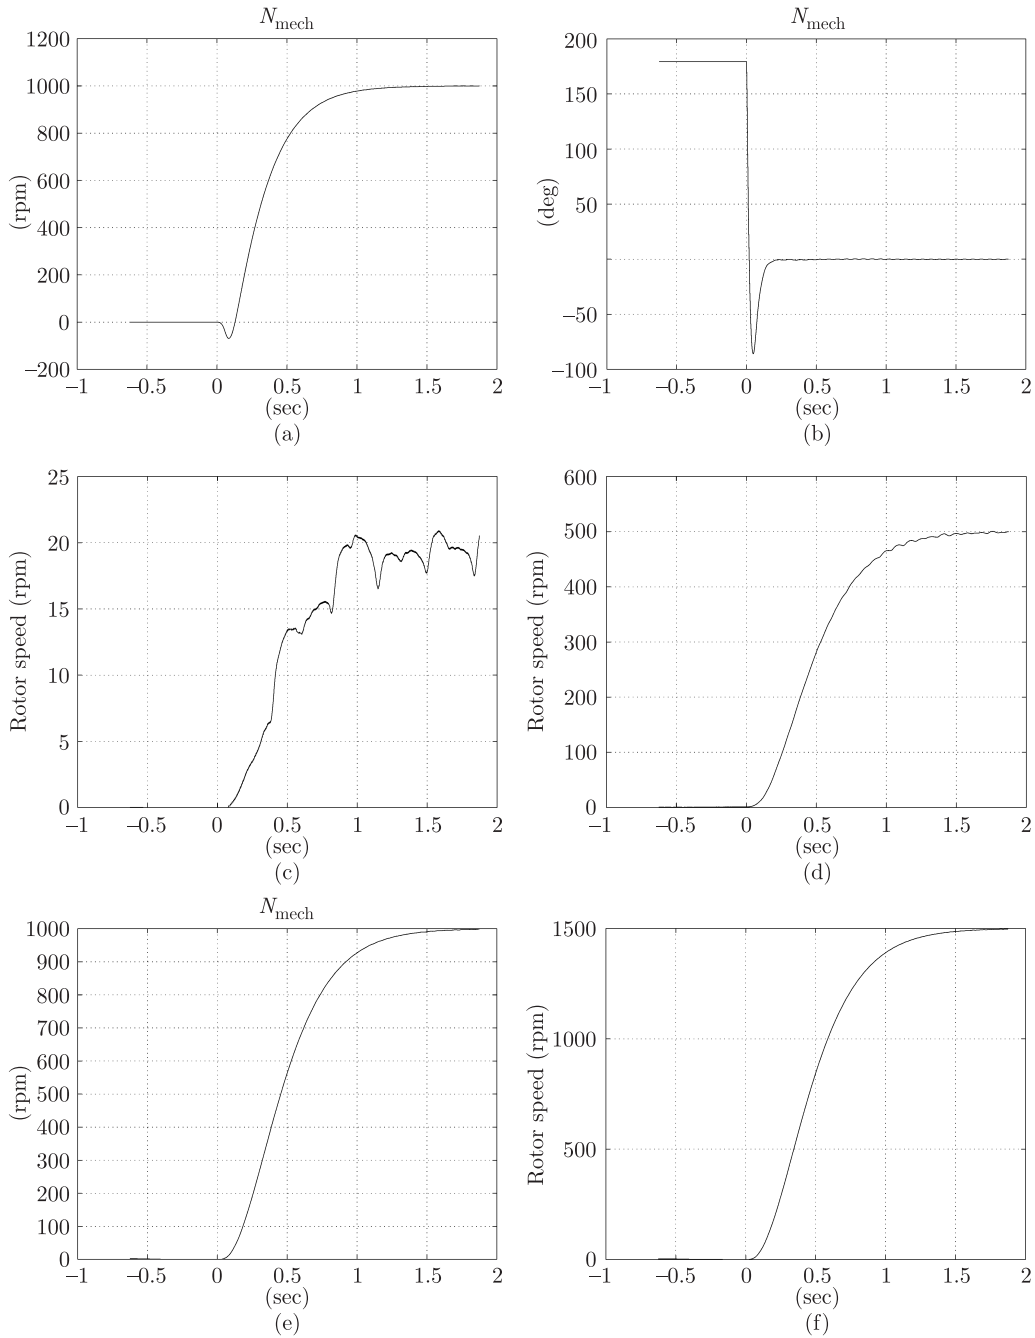 N_mech
1200
1000
800
600
400
200
0
−200
(rpm)
−1 −0.5 0 0.5 1 1.5 2
(sec)
(a)
N_mech
200
150
100
50
−50
−100
(deg)
−1 −0.5 0 0.5 1 1.5 2
(sec)
(b)
25
20
15
10
5
0
Rotor speed (rpm)
−1 −0.5 0 0.5 1 1.5 2
(sec)
(c)
600
500
400
300
200
100
0
Rotor speed (rpm)
−1 −0.5 0 0.5 1 1.5 2
(sec)
(d)
N_mech
1000
900
800
700
600
500
400
300
200
100
0
(rpm)
−1 −0.5 0 0.5 1 1.5 2
(sec)
(e)
1500
1000
500
0
Rotor speed (rpm)
−1 −0.5 0 0.5 1 1.5 2
(sec)
(f)